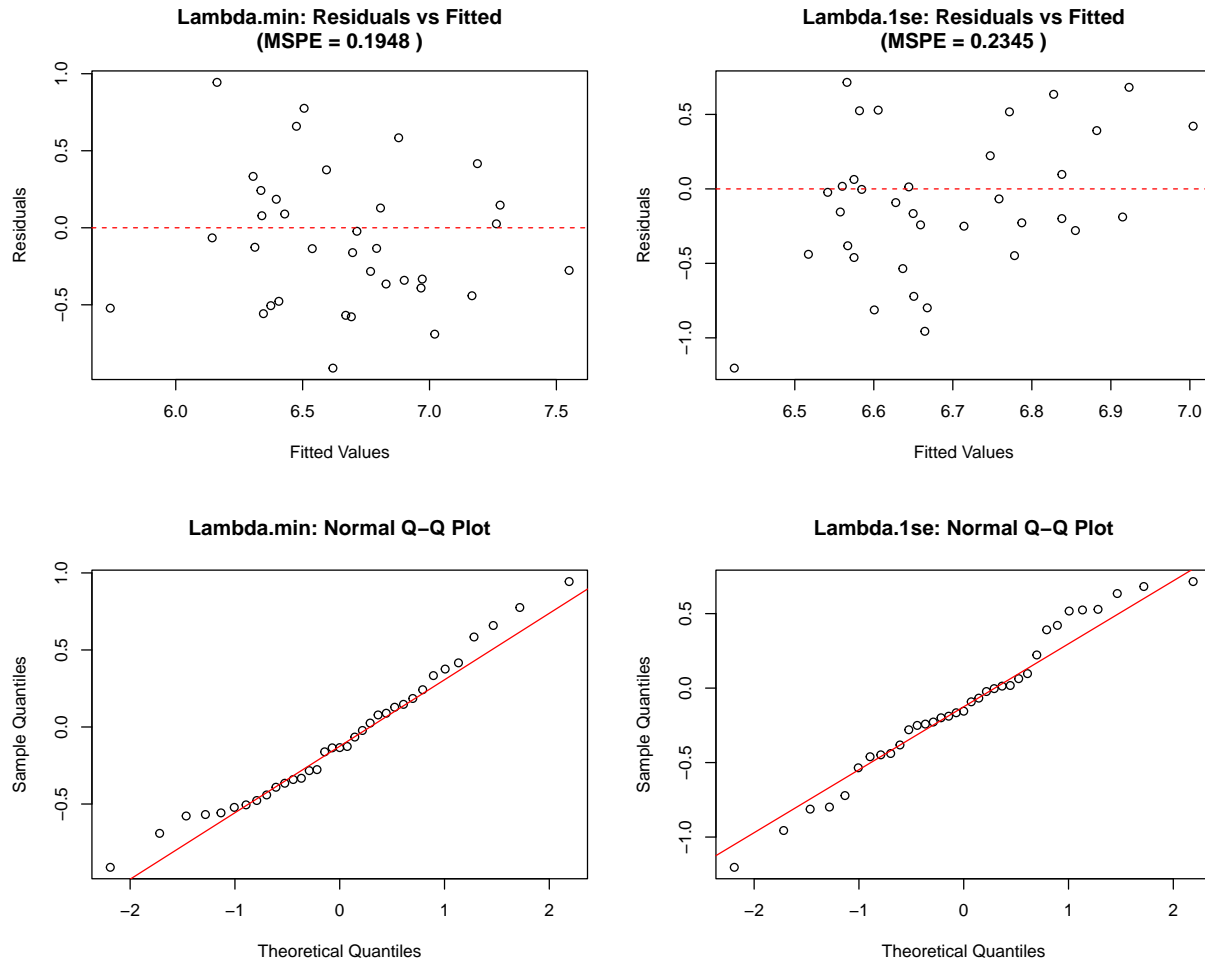 Lambda.min: Residuals vs Fitted
(MSPE = 0.1948 )
Residuals
1.0
0.5
0.0
−0.5
6.0 6.5 7.0 7.5
Fitted Values
Lambda.1se: Residuals vs Fitted
(MSPE = 0.2345 )
Residuals
0.5
0.0
−0.5
−1.0
6.5 6.6 6.7 6.8 6.9 7.0
Fitted Values
Lambda.min: Normal Q−Q Plot
Sample Quantiles
1.0
0.5
0.0
−0.5
−2 −1 0 1 2
Theoretical Quantiles
Lambda.1se: Normal Q−Q Plot
Sample Quantiles
0.5
0.0
−0.5
−1.0
−2 −1 0 1 2
Theoretical Quantiles